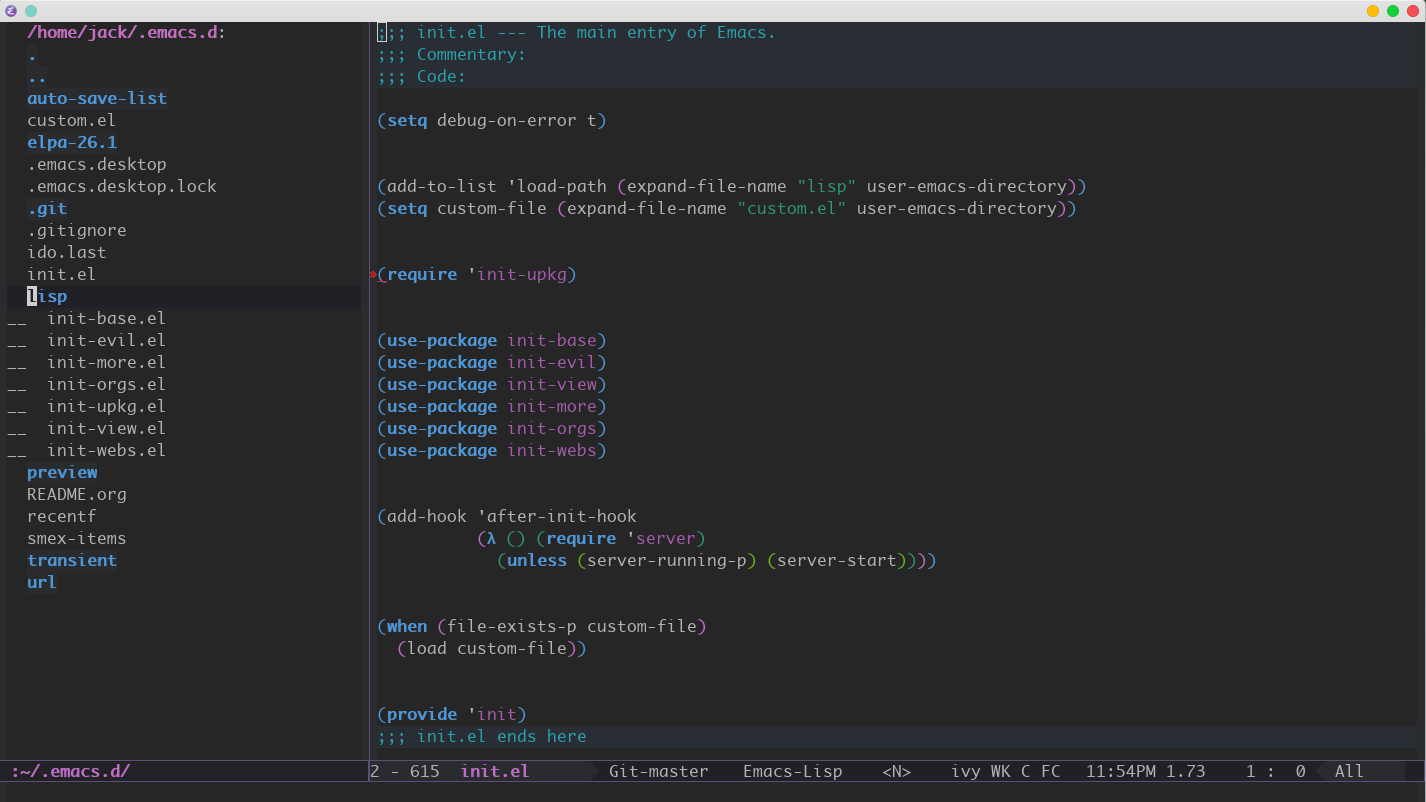 /home/jack/.emacs.d:
.
..
auto-save-list
custom.el
elpa-26.1
.emacs.desktop
.emacs.desktop.lock
.git
.gitignore
ido.last
init.el
lisp
__  init-base.el
__  init-evil.el
__  init-more.el
__  init-orgs.el
__  init-upkg.el
__  init-view.el
__  init-webs.el
preview
README.org
recentf
smex-items
transient
url
:~/.emacs.d/
;;; init.el --- The main entry of Emacs.
;;; Commentary:
;;; Code:
(setq debug-on-error t)
(add-to-list 'load-path (expand-file-name "lisp" user-emacs-directory))
(setq custom-file (expand-file-name "custom.el" user-emacs-directory))
»(require 'init-upkg)
(use-package init-base)
(use-package init-evil)
(use-package init-view)
(use-package init-more)
(use-package init-orgs)
(use-package init-webs)
(add-hook 'after-init-hook
          (λ () (require 'server)
            (unless (server-running-p) (server-start))))
(when (file-exists-p custom-file)
  (load custom-file))
(provide 'init)
;;; init.el ends here
2 - 615  init.el  Git-master  Emacs-Lisp  <N>  ivy WK C FC  11:54PM 1.73  1 :  0  All